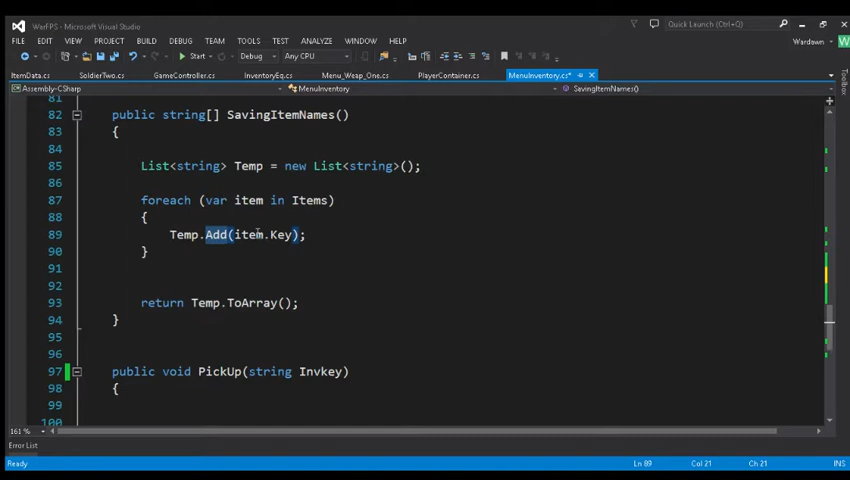 WarFPS - Microsoft Visual Studio
Quick Launch (Ctrl+Q)
FILE EDIT VIEW PROJECT BUILD DEBUG TEAM TOOLS TEST ANALYZE WINDOW HELP
Wardawn
Start Debug Any CPU
ItemData.cs SoldierTwo.cs GameController.cs InventoryEq.cs Menu_Weap_One.cs PlayerContainer.cs MenuInventory.cs*
Toolbox
Assembly-CSharp MenuInventory SavingItemNames()
81
82 public string[] SavingItemNames()
83 {
84
85 List<string> Temp = new List<string>();
86
87 foreach (var item in Items)
88 {
89 Temp.Add(item.Key);
90 }
91
92
93 return Temp.ToArray();
94 }
95
96
97 public void PickUp(string Invkey)
98 {
99
100
161 %
Error List
Ready Ln 89 Col 21 Ch 21 INS